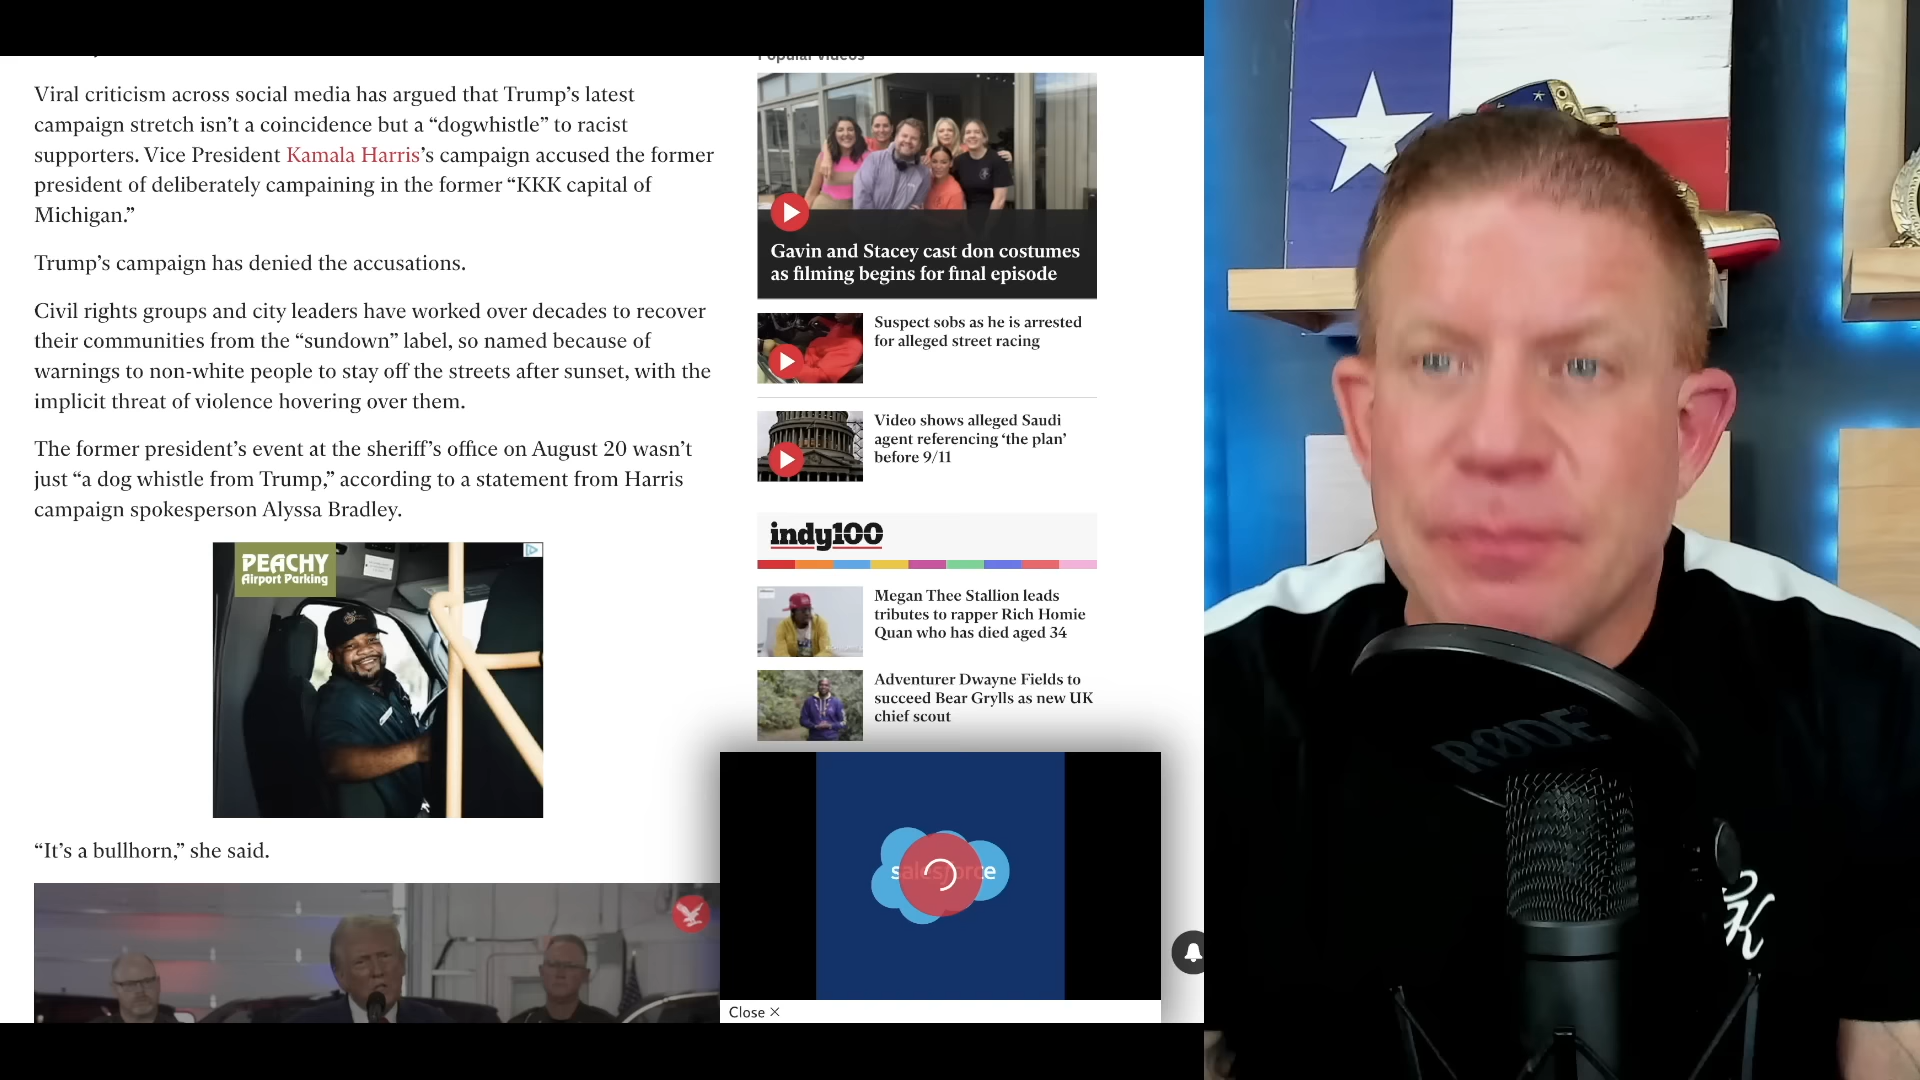 Popular videos
Viral criticism across social media has argued that Trump’s latest
campaign stretch isn’t a coincidence but a “dogwhistle” to racist
supporters. Vice President Kamala Harris’s campaign accused the former
president of deliberately campaining in the former “KKK capital of
Michigan.”
Trump’s campaign has denied the accusations.
Civil rights groups and city leaders have worked over decades to recover
their communities from the “sundown” label, so named because of
warnings to non-white people to stay off the streets after sunset, with the
implicit threat of violence hovering over them.
The former president’s event at the sheriff’s office on August 20 wasn’t
just “a dog whistle from Trump,” according to a statement from Harris
campaign spokesperson Alyssa Bradley.
PEACHY
Airport Parking
“It’s a bullhorn,” she said.
Gavin and Stacey cast don costumes
as filming begins for final episode
Suspect sobs as he is arrested
for alleged street racing
Video shows alleged Saudi
agent referencing ‘the plan’
before 9/11
indy100
Megan Thee Stallion leads
tributes to rapper Rich Homie
Quan who has died aged 34
Adventurer Dwayne Fields to
succeed Bear Grylls as new UK
chief scout
salesforce
Close ×
RØDE